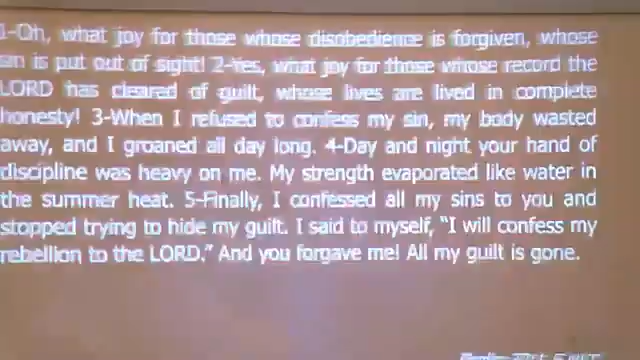 1-Oh, what joy for those whose disobedience is forgiven, whose
sin is put out of sight! 2-Yes, what joy for those whose record the
LORD has cleared of guilt, whose lives are lived in complete
honesty! 3-When I refused to confess my sin, my body wasted
away, and I groaned all day long. 4-Day and night your hand of
discipline was heavy on me. My strength evaporated like water in
the summer heat. 5-Finally, I confessed all my sins to you and
stopped trying to hide my guilt. I said to myself, “I will confess my
rebellion to the LORD.” And you forgave me! All my guilt is gone.